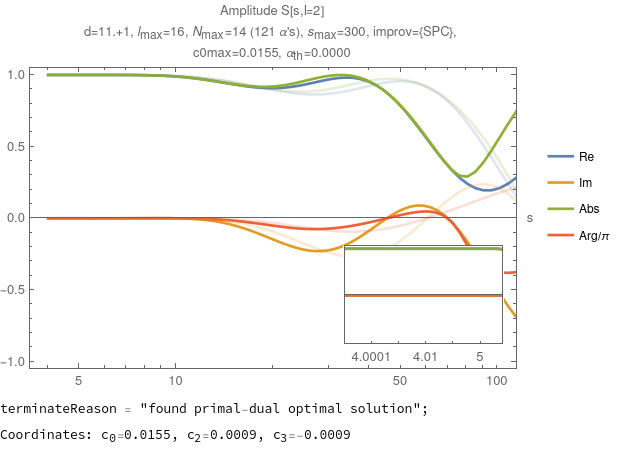 Amplitude S[s,l=2]
d=11.+1, lmax=16, Nmax=14 (121 α's), smax=300, improv={SPC},
c0max=0.0155, αth=0.0000
1.0
0.5
0.0
−0.5
−1.0
5 10 50 100
s
Re
Im
Abs
Arg/π
4.0001 4.01 5
terminateReason = "found primal-dual optimal solution";
Coordinates: c0=0.0155, c2=0.0009, c3=-0.0009